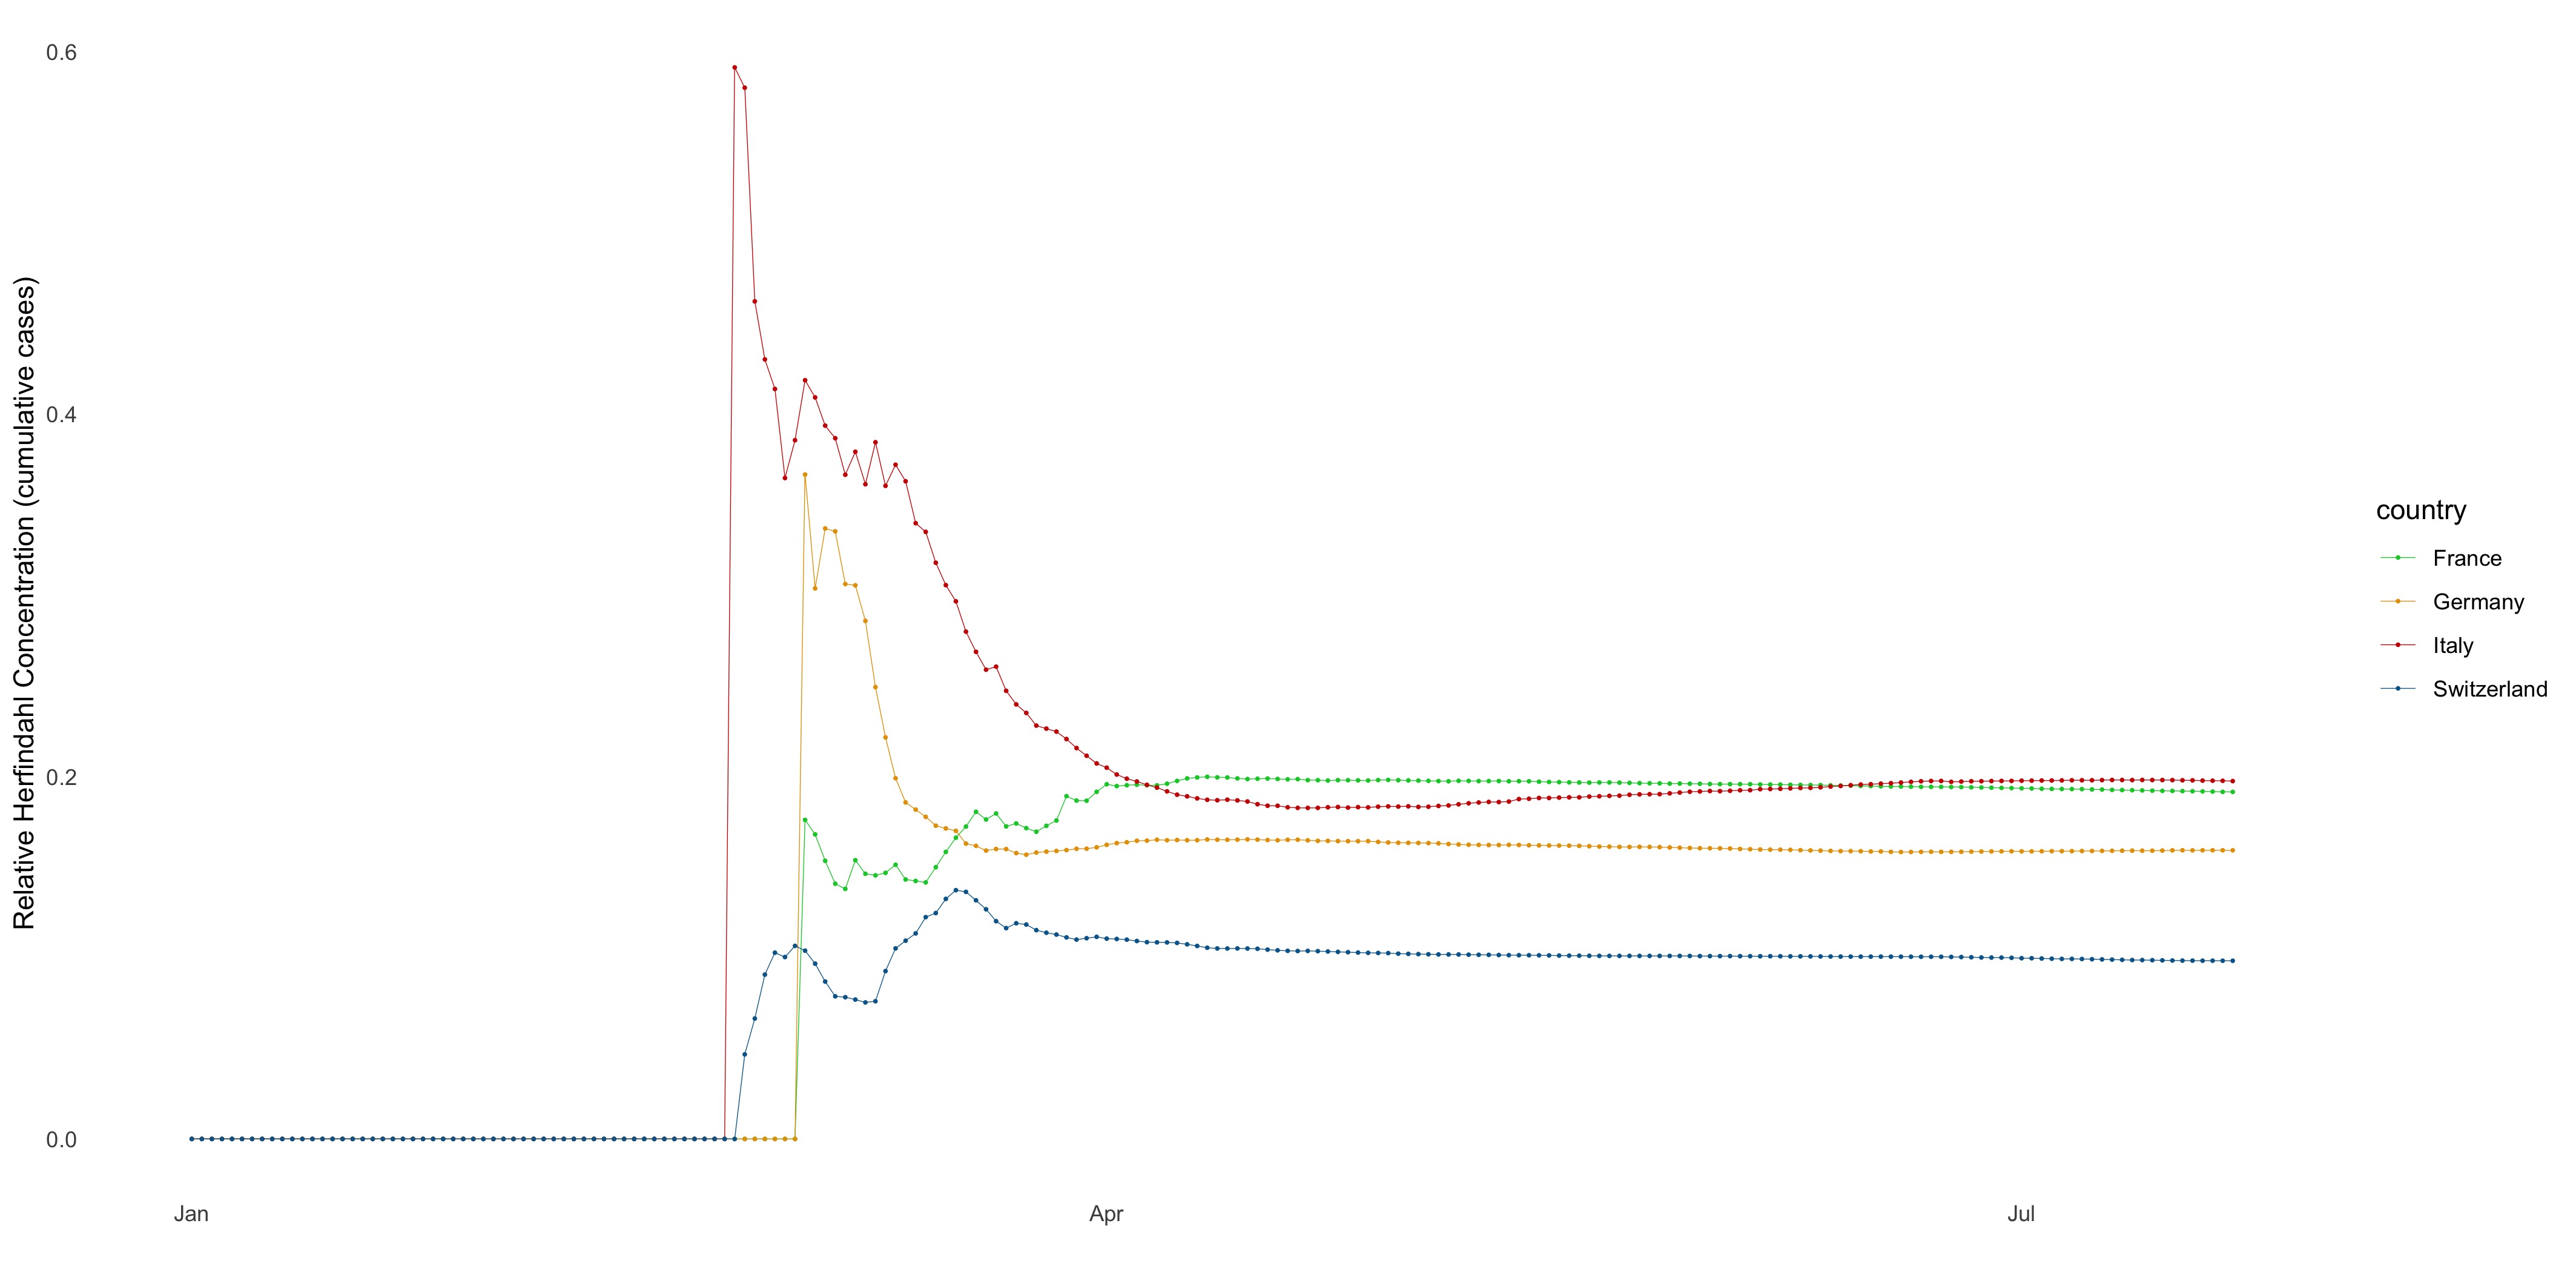 0.6
0.4
0.2
0.0
Relative Herfindahl Concentration (cumulative cases)
Jan
Apr
Jul
country
France
Germany
Italy
Switzerland